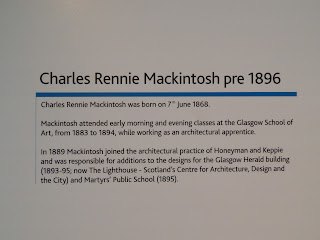 Charles Rennie Mackintosh pre 1896
Charles Rennie Mackintosh was born on 7th June 1868.
Mackintosh attended early morning and evening classes at the Glasgow School of
Art, from 1883 to 1894, while working as an architectural apprentice.
In 1889 Mackintosh joined the architectural practice of Honeyman and Keppie
and was responsible for additions to the designs for the Glasgow Herald building
(1893-95; now The Lighthouse - Scotland's Centre for Architecture, Design and
the City) and Martyrs' Public School (1895).